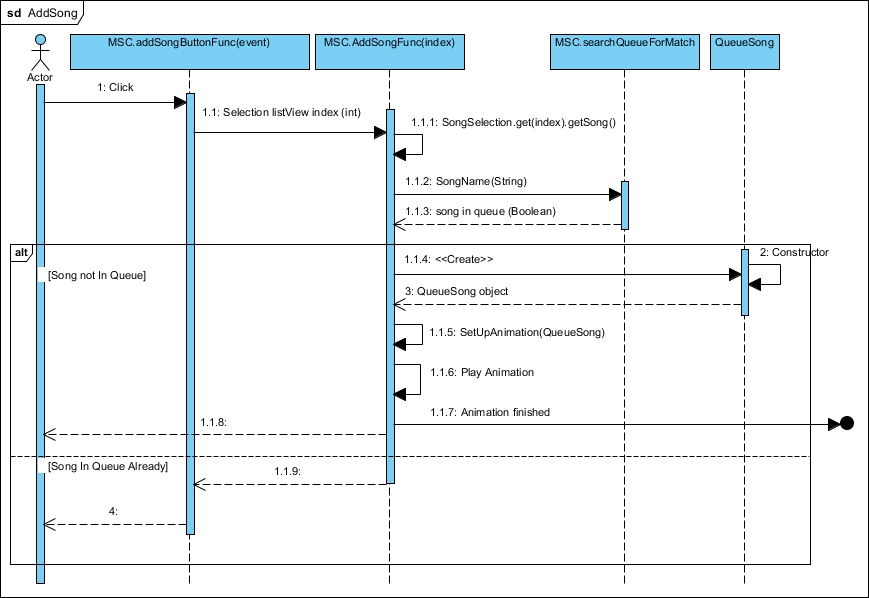 sd AddSong
MSC.addSongButtonFunc(event)
MSC.AddSongFunc(index)
MSC.searchQueueForMatch
QueueSong
Actor
1: Click
1.1: Selection listView index (int)
1.1.1: SongSelection.get(index).getSong()
1.1.2: SongName(String)
1.1.3: song in queue (Boolean)
alt
[Song not In Queue]
1.1.4: <<Create>>
2: Constructor
3: QueueSong object
1.1.5: SetUpAnimation(QueueSong)
1.1.6: Play Animation
1.1.7: Animation finished
1.1.8:
[Song In Queue Already]
1.1.9:
4: